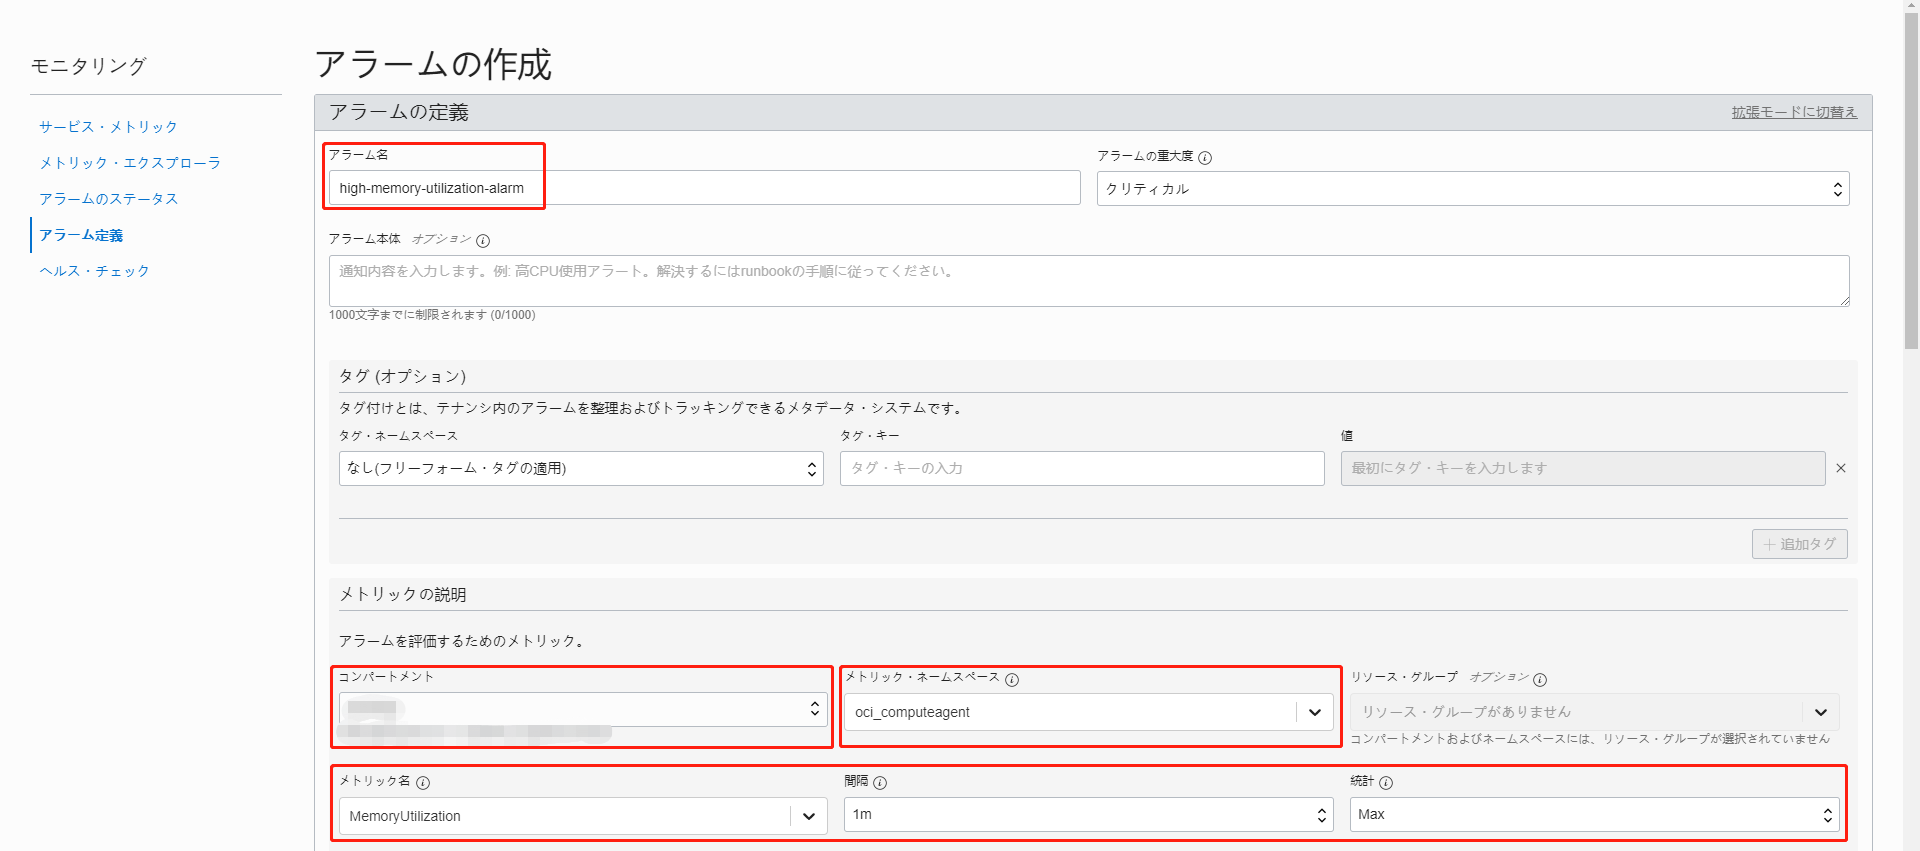 モニタリング
サービス・メトリック
メトリック・エクスプローラ
アラームのステータス
アラーム定義
ヘルス・チェック
アラームの作成
アラームの定義
拡張モードに切替え
アラーム名
high-memory-utilization-alarm
アラームの重大度
クリティカル
アラーム本体 オプション
通知内容を入力します。例: 高CPU使用アラート。解決するにはrunbookの手順に従ってください。
1000文字までに制限されます (0/1000)
タグ (オプション)
タグ付けとは、テナンシ内のアラームを整理およびトラッキングできるメタデータ・システムです。
タグ・ネームスペース
なし(フリーフォーム・タグの適用)
タグ・キー
タグ・キーの入力
値
最初にタグ・キーを入力します
+ 追加タグ
メトリックの説明
アラームを評価するためのメトリック。
コンパートメント
メトリック・ネームスペース
oci_computeagent
リソース・グループ オプション
リソース・グループがありません
コンパートメントおよびネームスペースには、リソース・グループが選択されていません
メトリック名
MemoryUtilization
間隔
1m
統計
Max